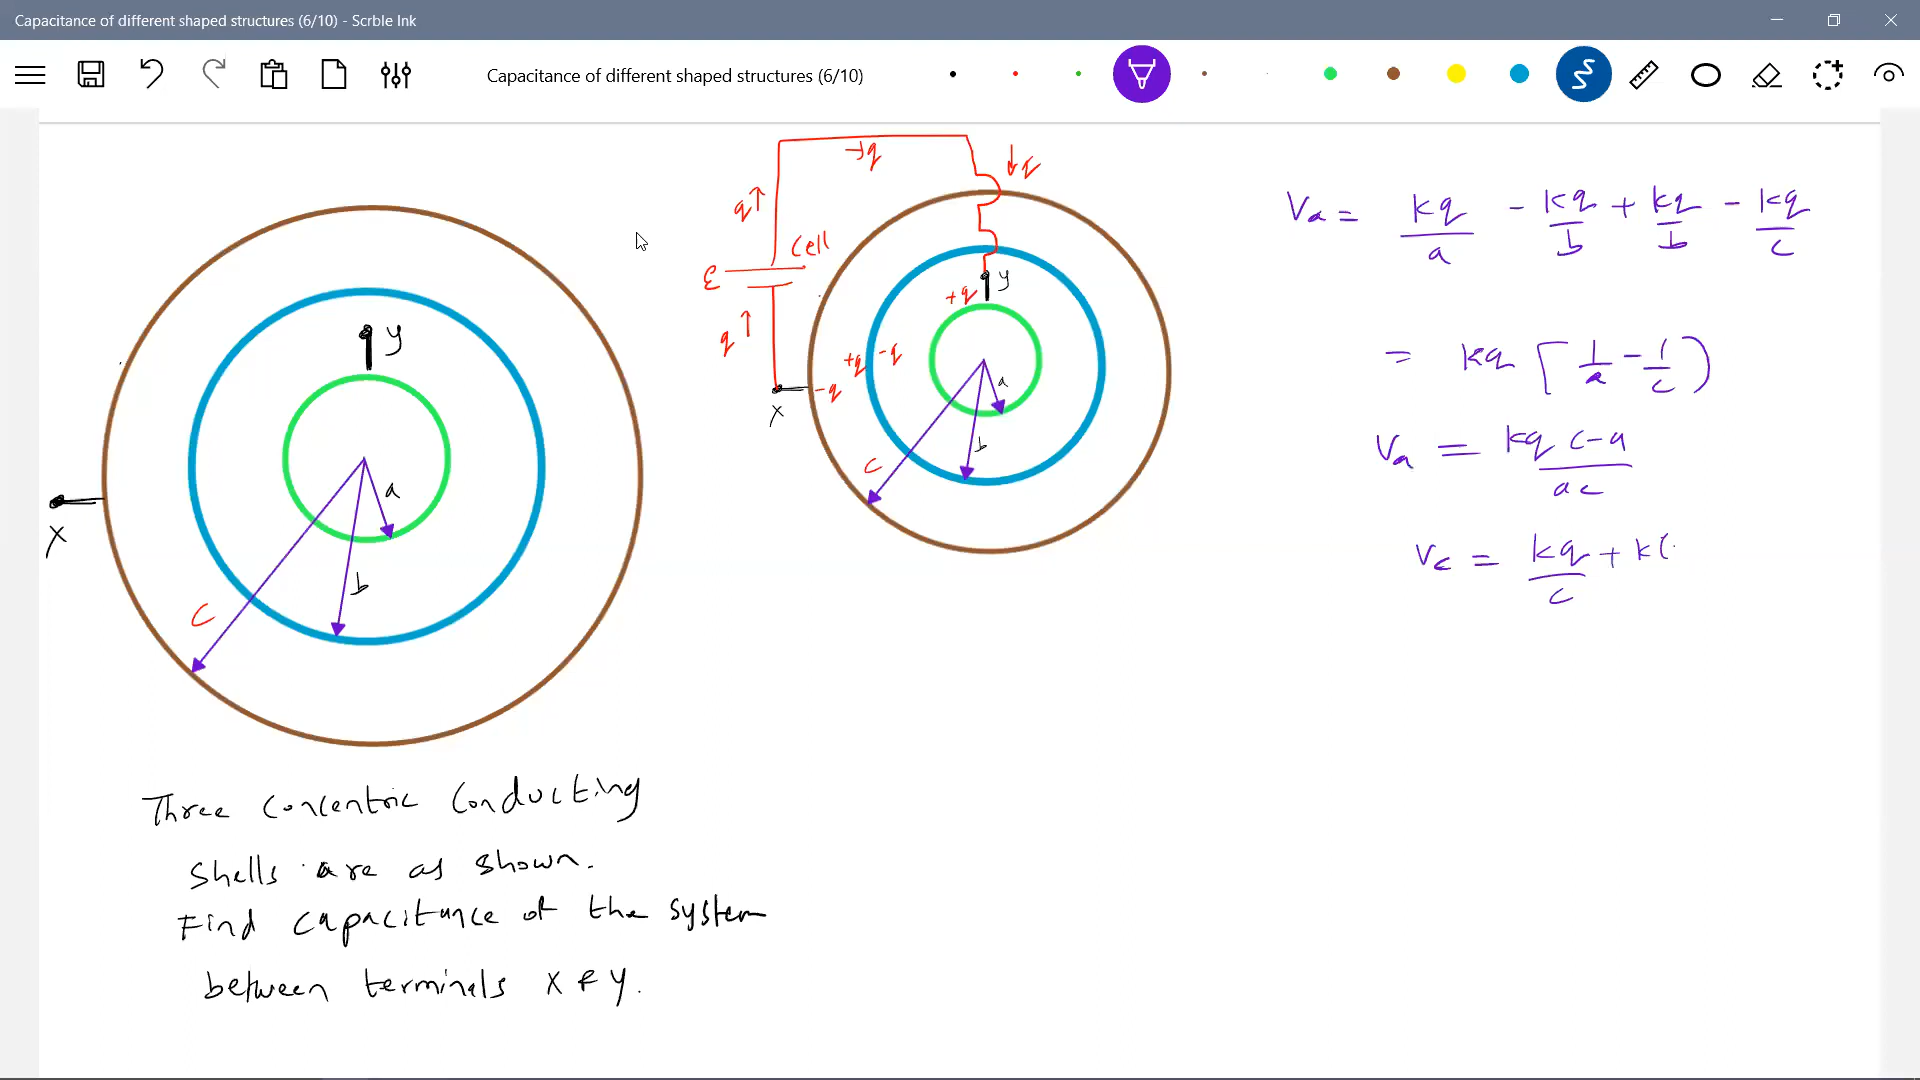 Capacitance of different shaped structures (6/10) - Scrble Ink
Capacitance of different shaped structures (6/10)
y
a
b
c
x
Three concentric conducting
shells are as shown.
Find capacitance of the system
between terminals x & y.
→q
↓q
q↑
cell
ε
q↑
x
-q
+q
-q
+q
y
a
b
c
Va = kq/a - kq/b + kq/b - kq/c
= kq [1/a - 1/c)
Va = kq c-a/ac
Vc = kq/c + k(-